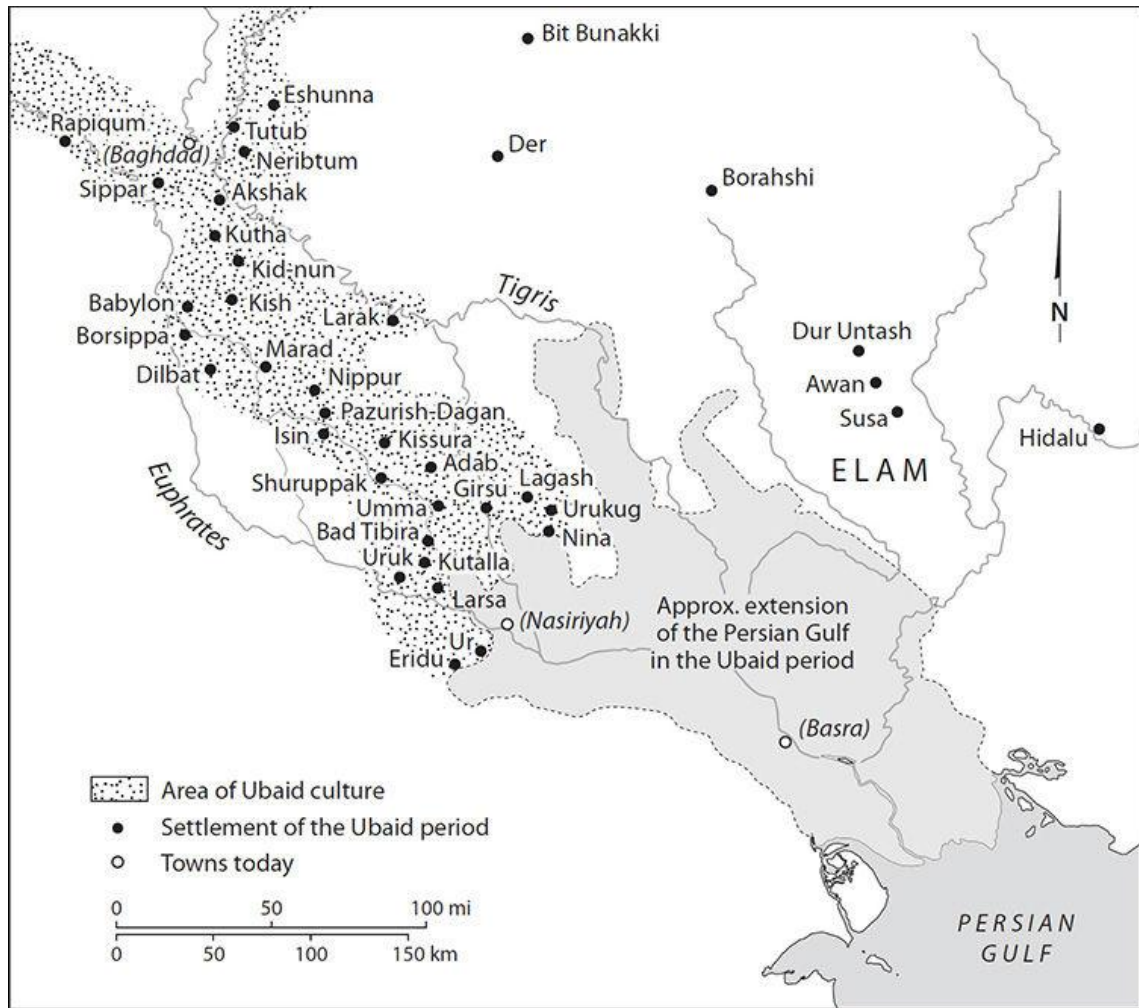 Bit Bunakki
Eshunna
Rapiqum
Tutub
(Baghdad)
Neribtum
Der
Borahshi
Sippar
Akshak
Kutha
Kid-nun
Tigris
N
Babylon
Kish
Larak
Borsippa
Dur Untash
Marad
Dilbat
Nippur
Awan
Pazurish-Dagan
Susa
Isin
Kissura
Hidalu
Adab
ELAM
Euphrates
Shuruppak
Girsu
Lagash
Umma
Urukug
Bad Tibira
Nina
Uruk
Kutalla
Larsa
(Nasiriyah)
Approx. extension
of the Persian Gulf
in the Ubaid period
Ur
Eridu
(Basra)
Area of Ubaid culture
Settlement of the Ubaid period
Towns today
0 50 100 mi
0 50 100 150 km
PERSIAN
GULF